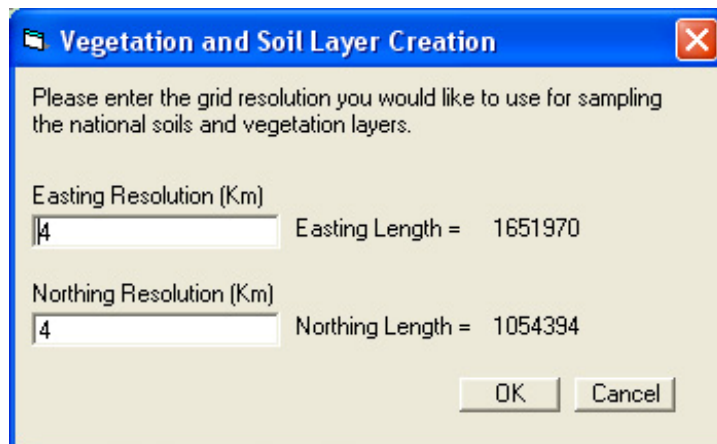 Vegetation and Soil Layer Creation
Please enter the grid resolution you would like to use for sampling
the national soils and vegetation layers.
Easting Resolution (Km)
4 Easting Length = 1651970
Northing Resolution (Km)
4 Northing Length = 1054394
OK Cancel